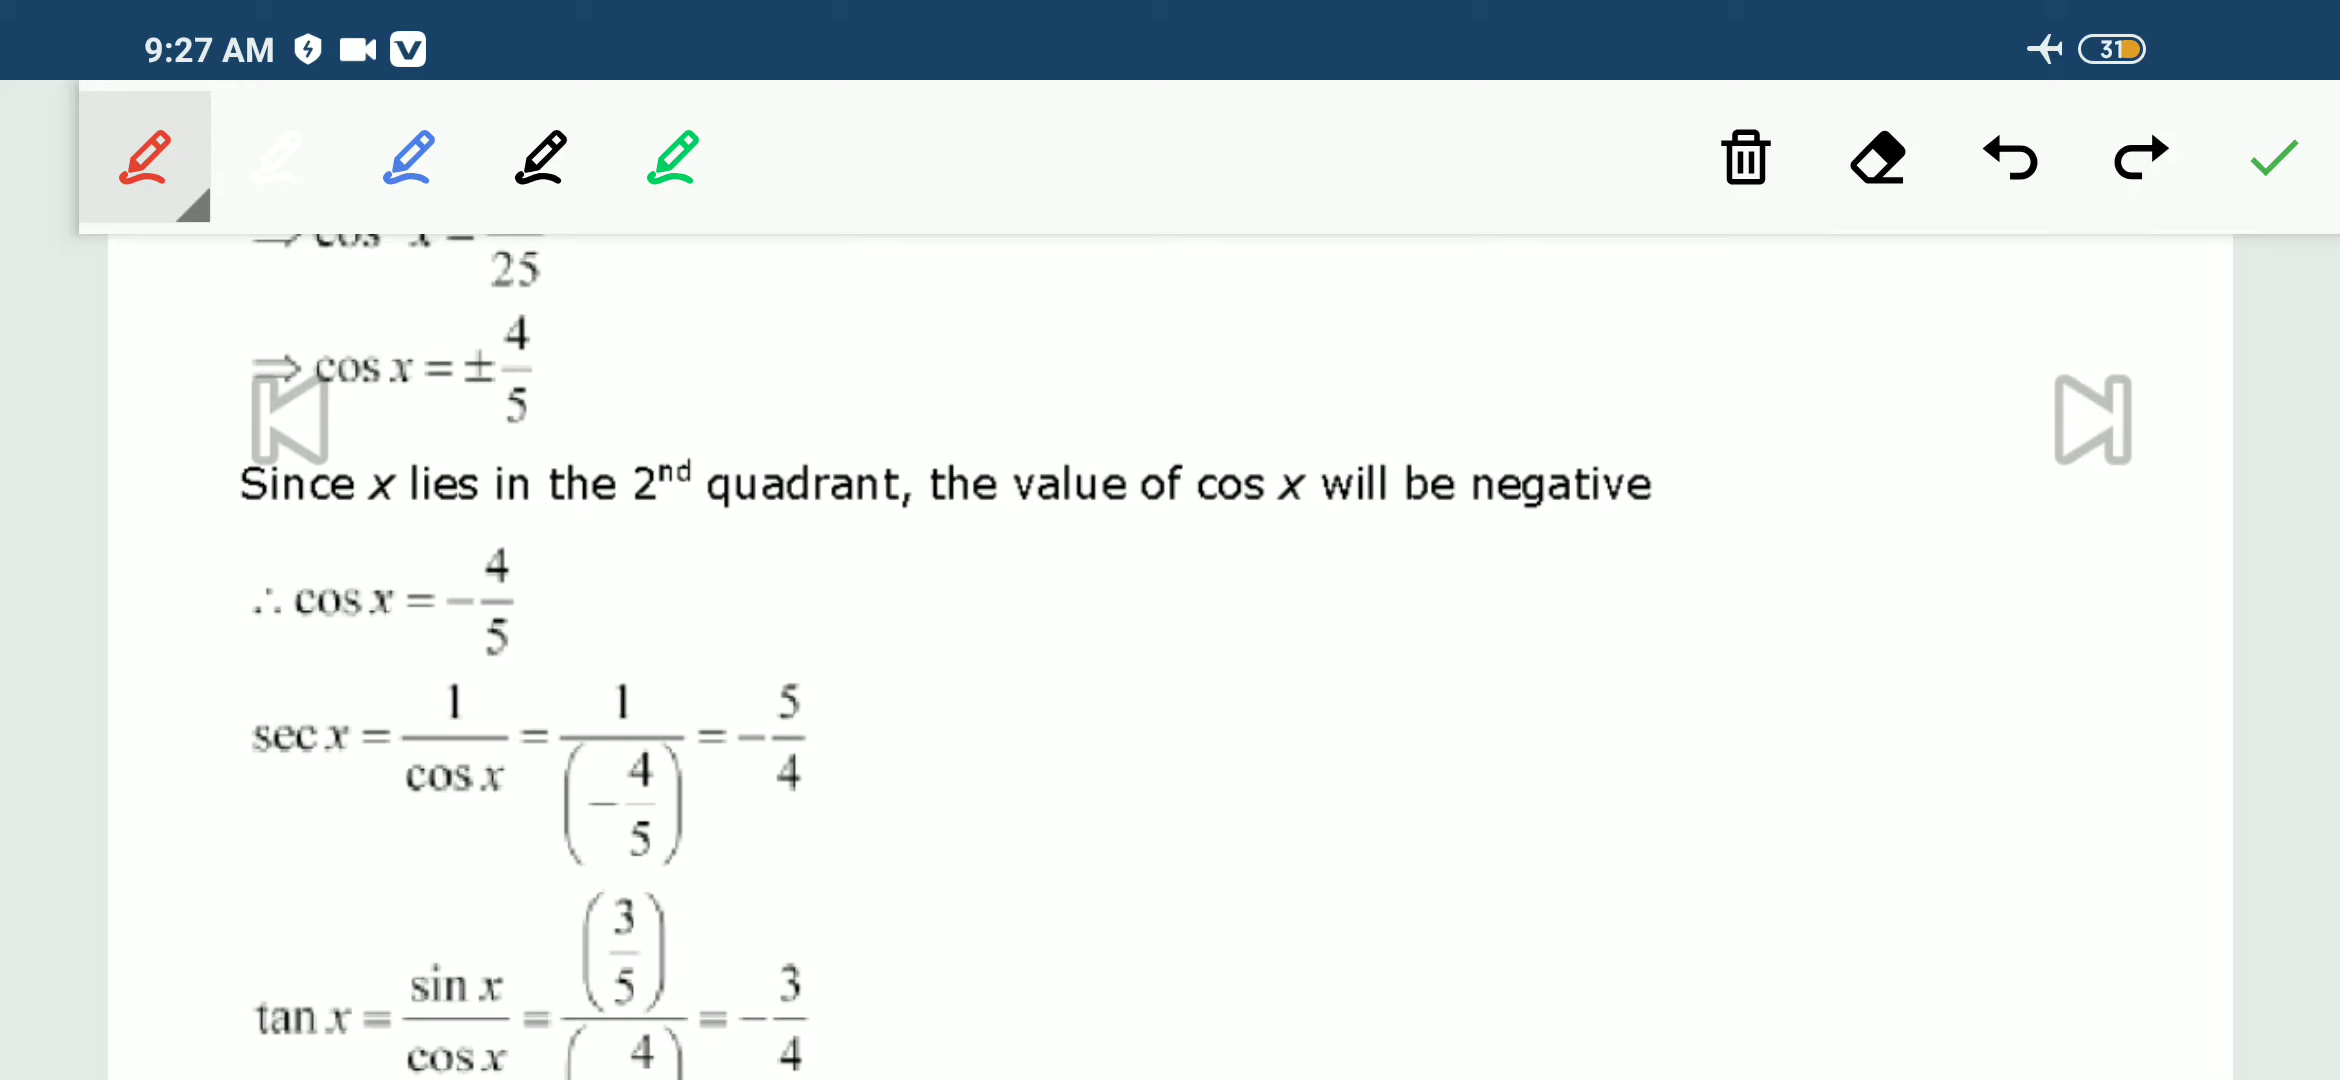 9:27 AM
31
25
⇒ cos x = ± 4/5
Since x lies in the 2nd quadrant, the value of cos x will be negative
∴ cos x = − 4/5
sec x = 1/cos x = 1/(− 4/5) = − 5/4
tan x = sin x/cos x = (3/5)/( 4 ) = − 3/4